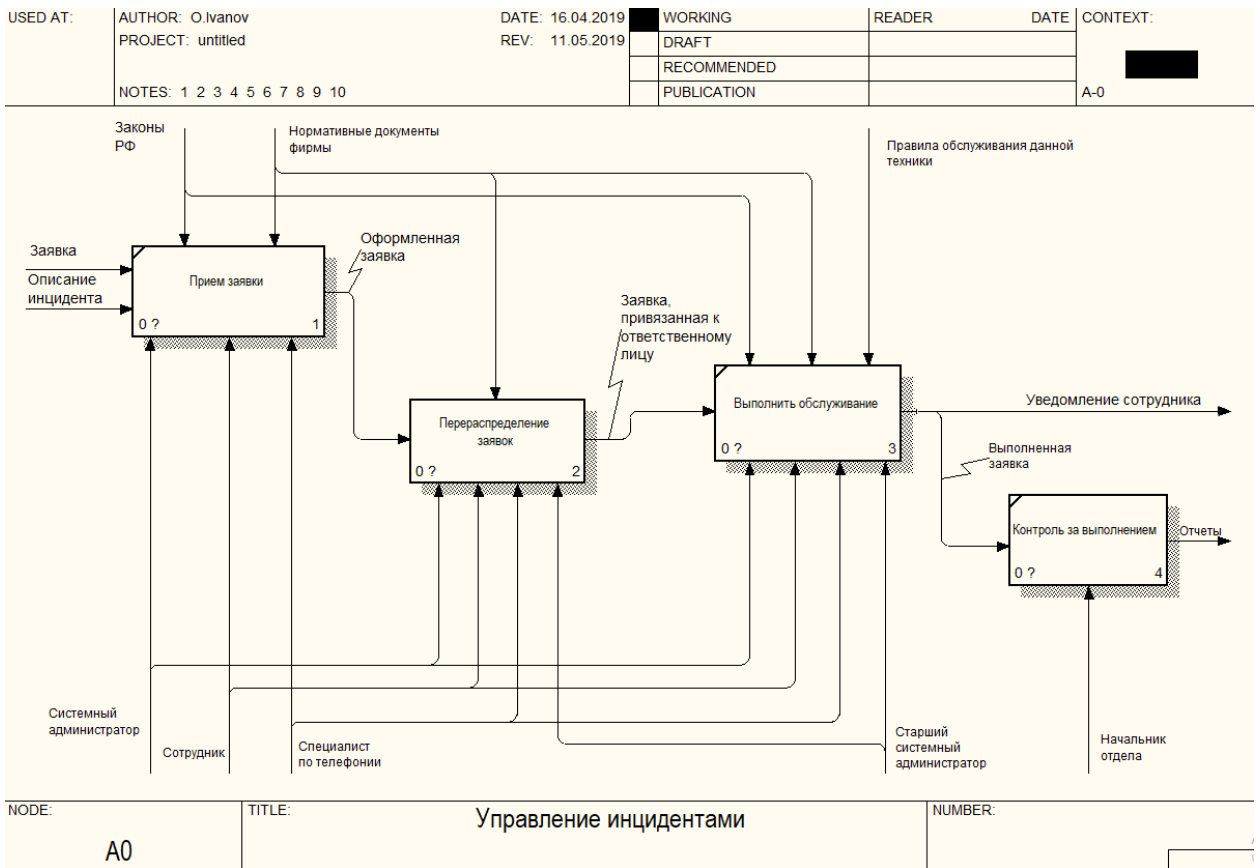 USED AT:
AUTHOR: O.Ivanov
DATE: 16.04.2019
WORKING
READER
DATE
CONTEXT:
PROJECT: untitled
REV: 11.05.2019
DRAFT
RECOMMENDED
NOTES: 1 2 3 4 5 6 7 8 9 10
PUBLICATION
A-0
Законы
РФ
Нормативные документы
фирмы
Правила обслуживания данной
техники
Заявка
Описание
инцидента
Прием заявки
0 ?
1
Оформленная
заявка
Заявка,
привязанная к
ответственному
лицу
Перераспределение
заявок
0 ?
2
Выполнить обслуживание
0 ?
3
Уведомление сотрудника
Выполненная
заявка
Контроль за выполнением
0 ?
4
Отчеты
Системный
администратор
Сотрудник
Специалист
по телефонии
Старший
системный
администратор
Начальник
отдела
NODE:
A0
TITLE:
Управление инцидентами
NUMBER: